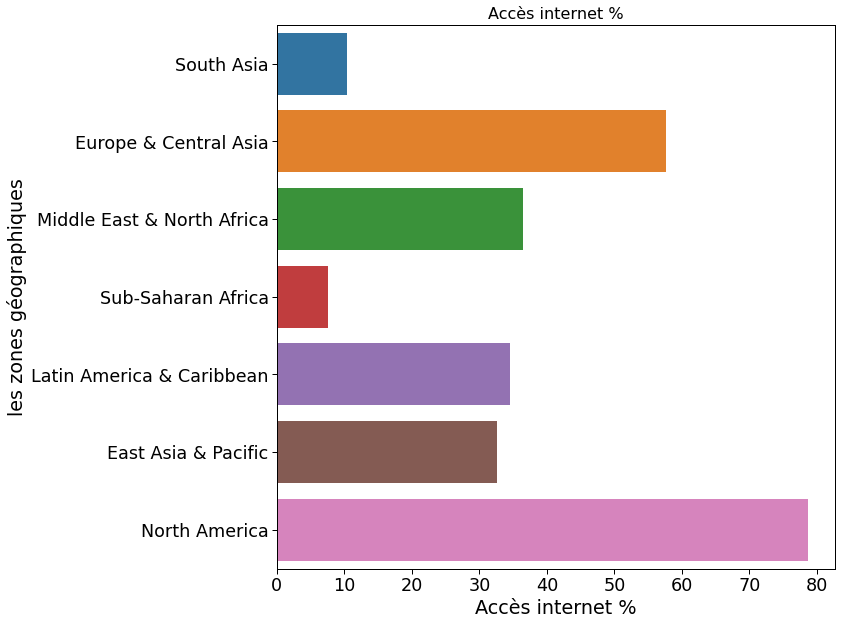 Accès internet %
South Asia
Europe & Central Asia
Middle East & North Africa
Sub-Saharan Africa
Latin America & Caribbean
East Asia & Pacific
North America
les zones géographiques
0 10 20 30 40 50 60 70 80
Accès internet %